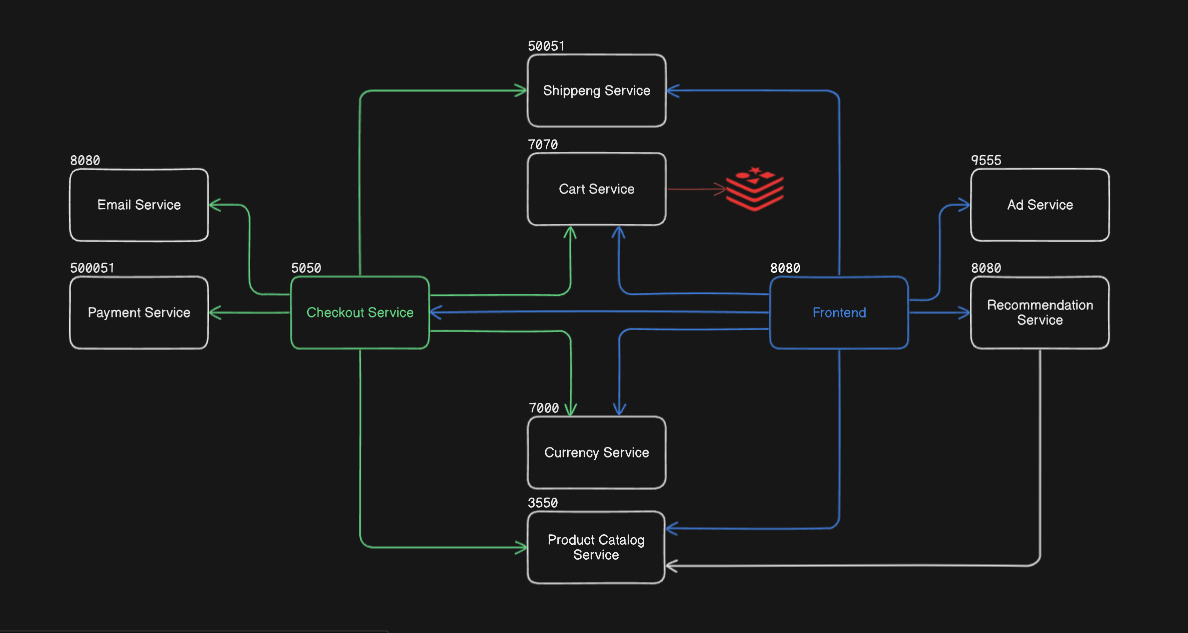 50051
Shippeng Service
7070
Cart Service
8080
Email Service
9555
Ad Service
500051
Payment Service
5050
Checkout Service
8080
Frontend
8080
Recommendation
Service
7000
Currency Service
3550
Product Catalog
Service